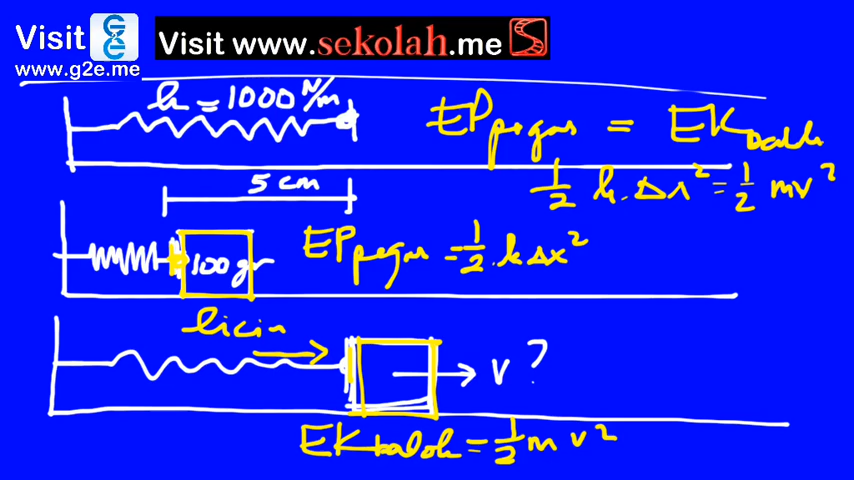 Visit g2e
www.g2e.me
Visit www.sekolah.me S
k = 1000 N/m
EP pegas = EK balok
5 cm
1/2 k.Δx² = 1/2 mv²
100 gr
EP pegas = 1/2.kΔx²
licin
v ?
EK balok = 1/2 m v²